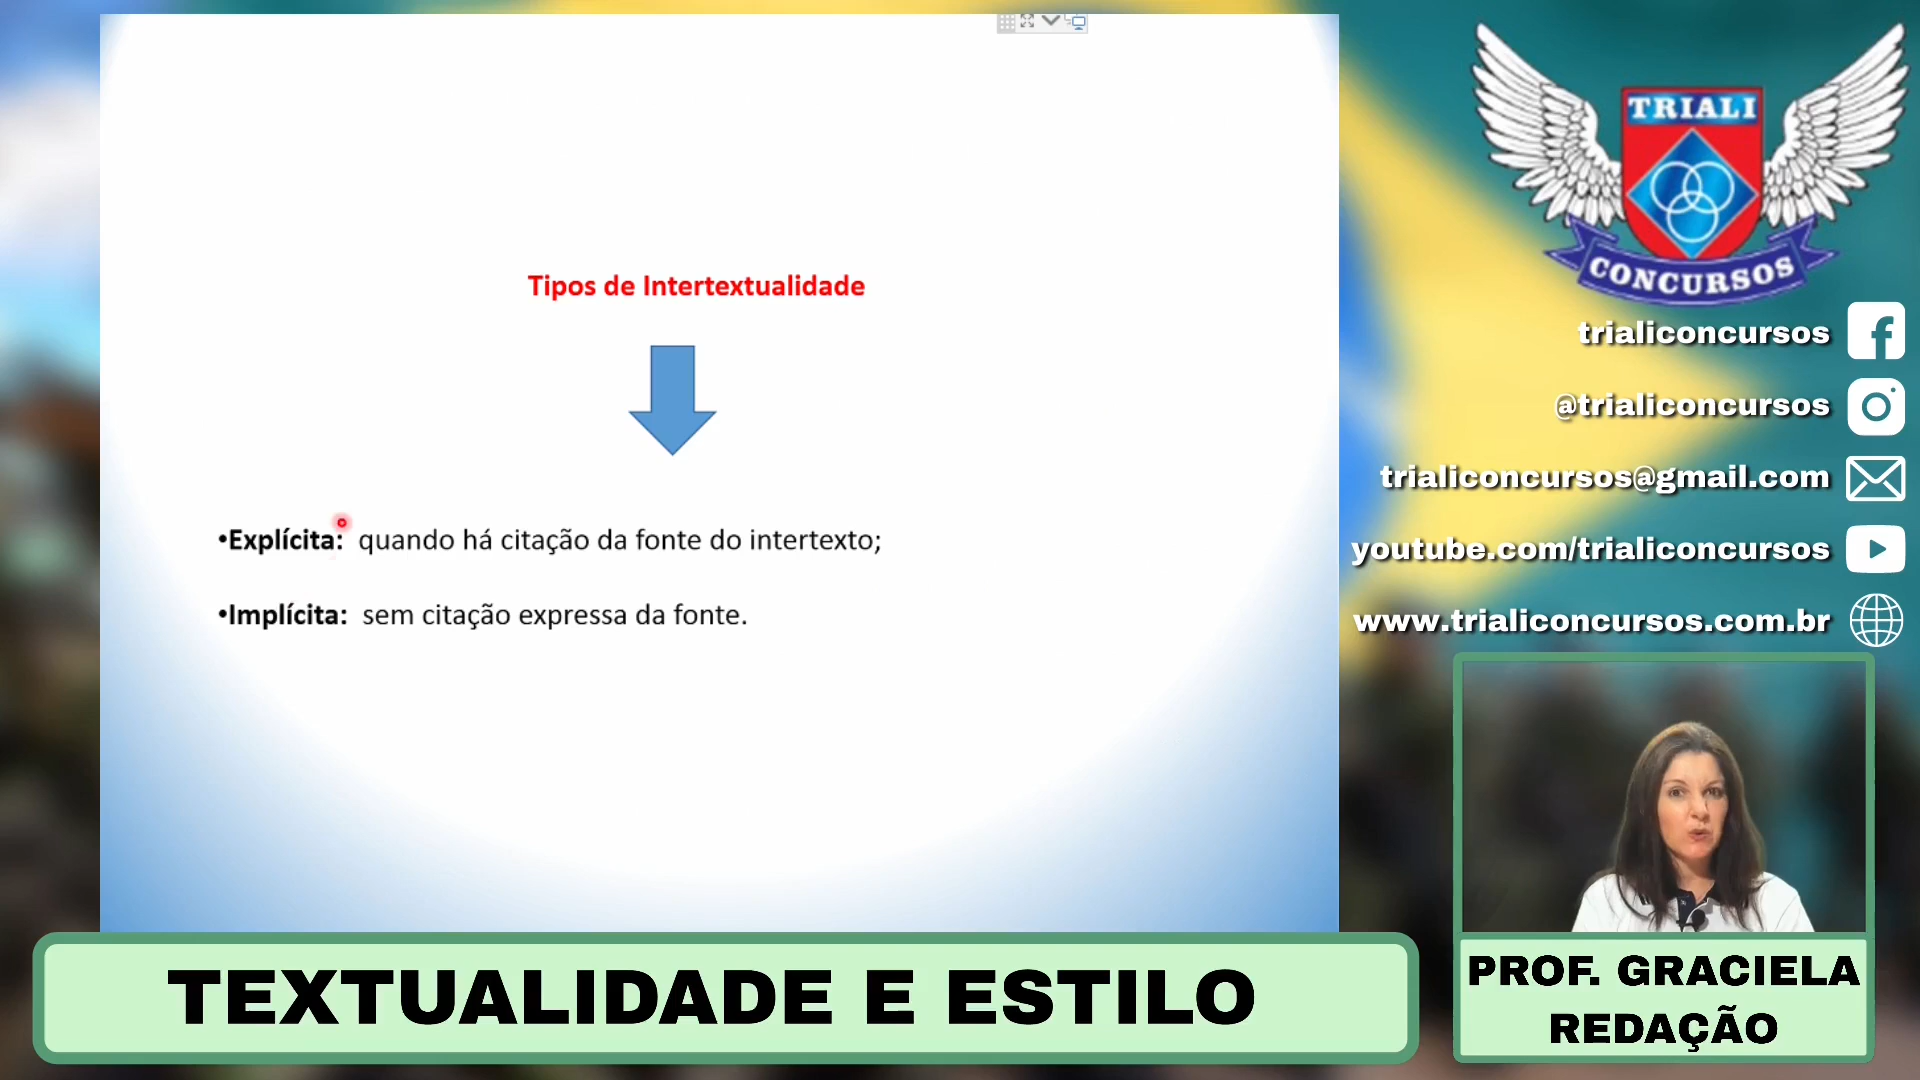 Tipos de Intertextualidade
•Explícita: quando há citação da fonte do intertexto;
•Implícita: sem citação expressa da fonte.
TRIALI
CONCURSOS
trialiconcursos
@trialiconcursos
trialiconcursos@gmail.com
youtube.com/trialiconcursos
www.trialiconcursos.com.br
TEXTUALIDADE E ESTILO
PROF. GRACIELA
REDAÇÃO